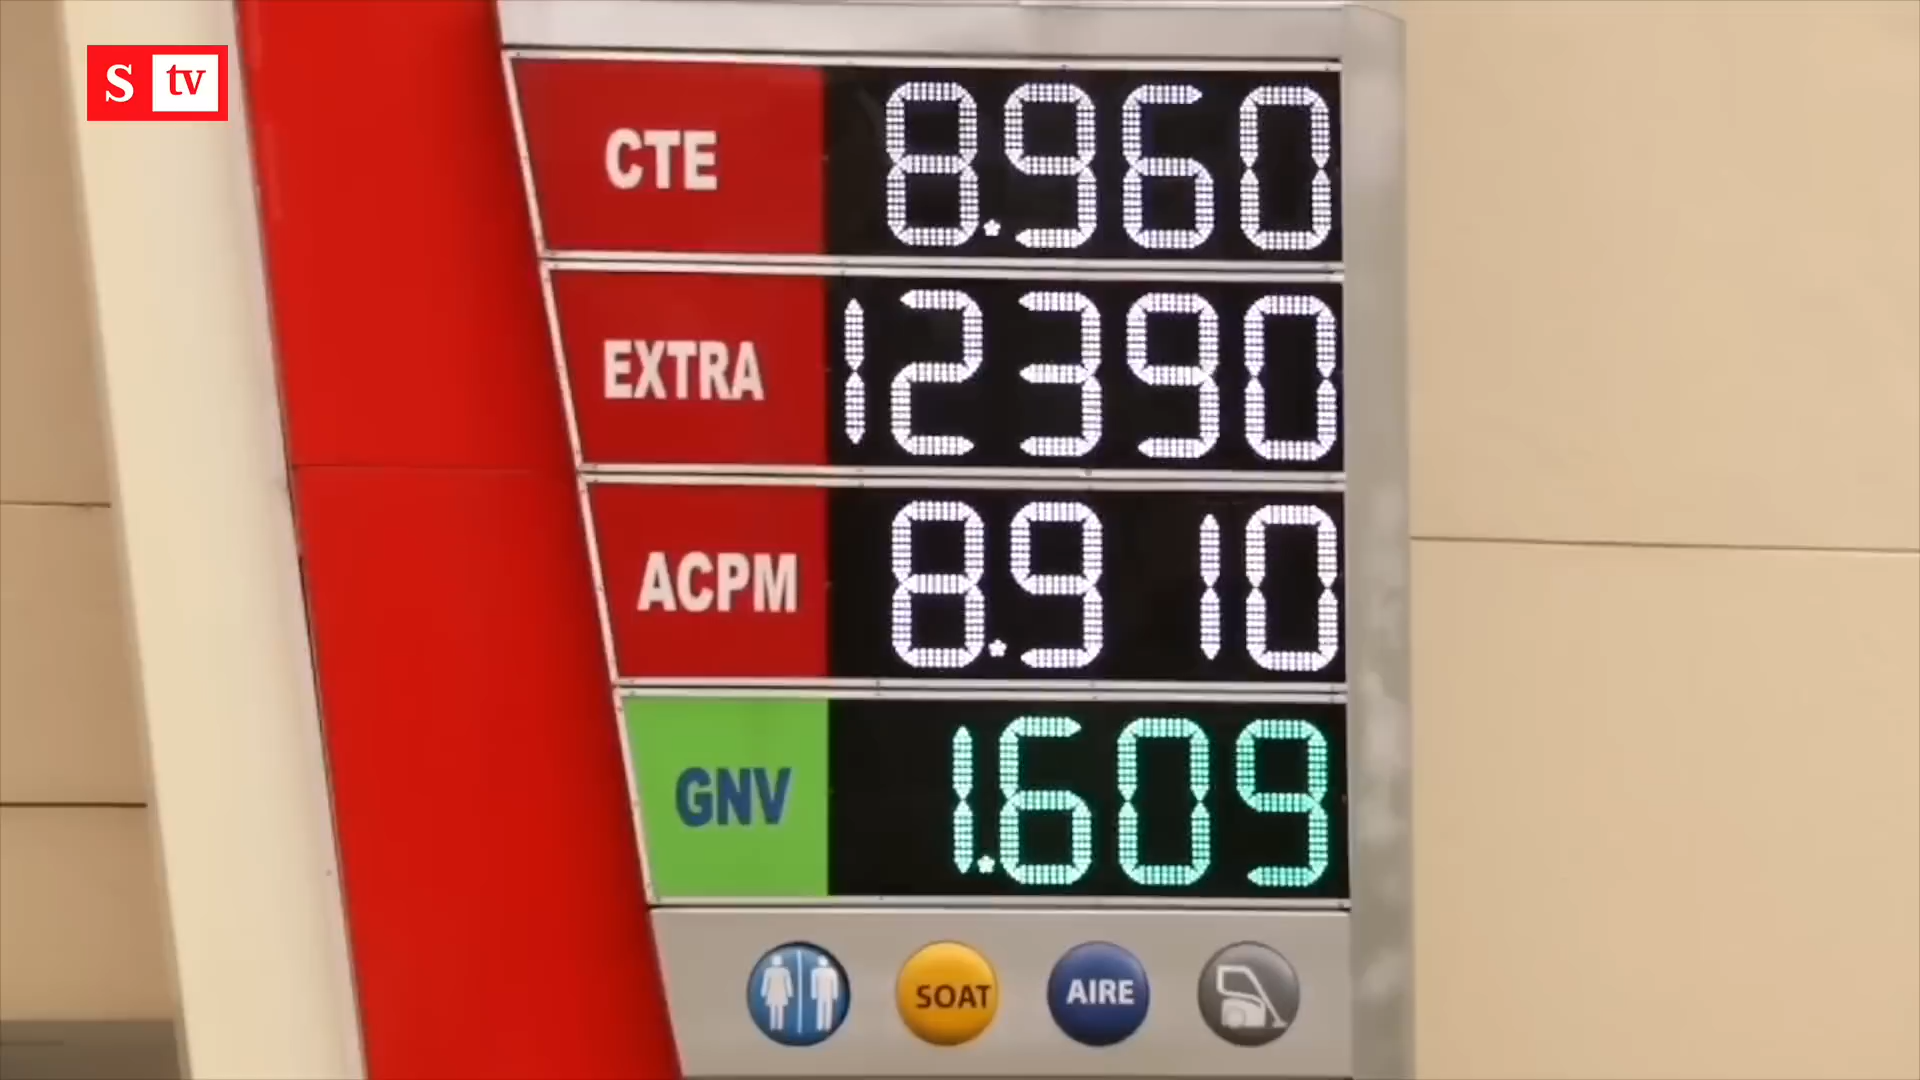 S tv
CTE 8.960
EXTRA 12390
ACPM 8.910
GNV 1.609
SOAT AIRE